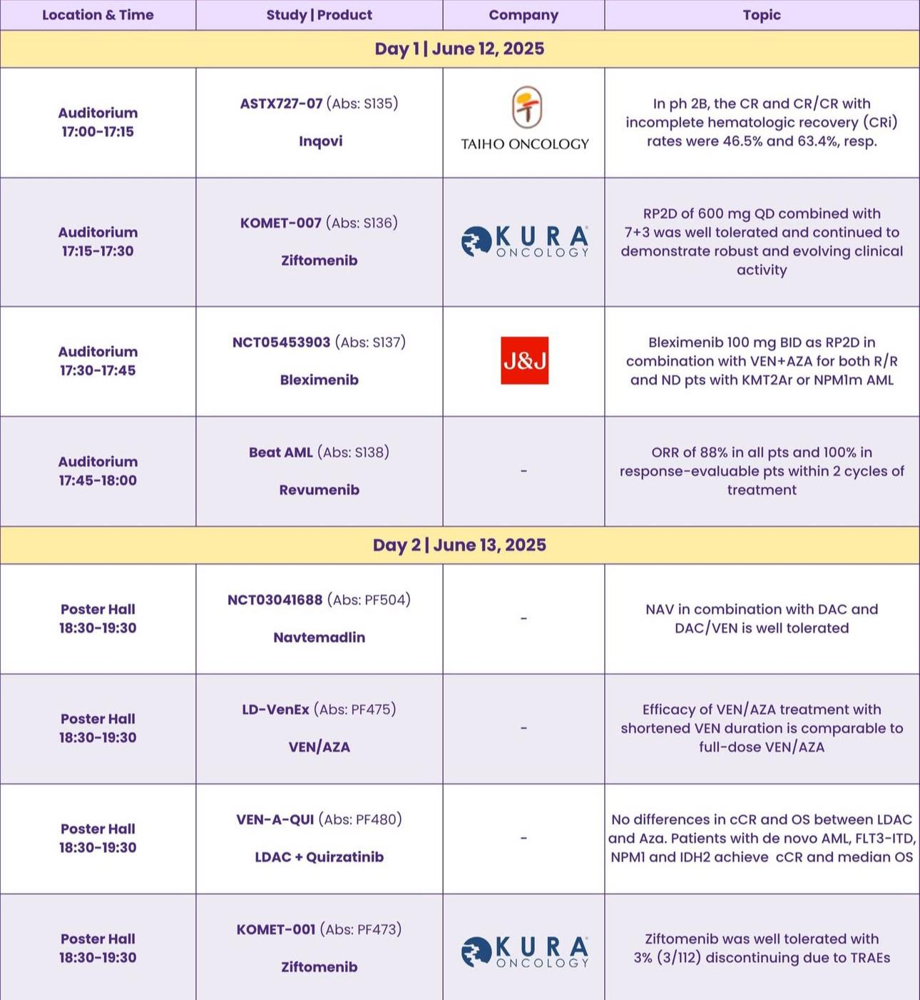 Location & Time
Study | Product
Company
Topic
Day 1 | June 12, 2025
Auditorium
17:00-17:15
ASTX727-07 (Abs: S135)
Inqovi
TAIHO ONCOLOGY
In ph 2B, the CR and CR/CR with
incomplete hematologic recovery (CRi)
rates were 46.5% and 63.4%, resp.
Auditorium
17:15-17:30
KOMET-007 (Abs: S136)
Ziftomenib
KURA
ONCOLOGY
RP2D of 600 mg QD combined with
7+3 was well tolerated and continued to
demonstrate robust and evolving clinical
activity
Auditorium
17:30-17:45
NCT05453903 (Abs: S137)
Bleximenib
J&J
Bleximenib 100 mg BID as RP2D in
combination with VEN+AZA for both R/R
and ND pts with KMT2Ar or NPM1m AML
Auditorium
17:45-18:00
Beat AML (Abs: S138)
Revumenib
-
ORR of 88% in all pts and 100% in
response-evaluable pts within 2 cycles of
treatment
Day 2 | June 13, 2025
Poster Hall
18:30-19:30
NCT03041688 (Abs: PF504)
Navtemadlin
-
NAV in combination with DAC and
DAC/VEN is well tolerated
Poster Hall
18:30-19:30
LD-VenEx (Abs: PF475)
VEN/AZA
-
Efficacy of VEN/AZA treatment with
shortened VEN duration is comparable to
full-dose VEN/AZA
Poster Hall
18:30-19:30
VEN-A-QUI (Abs: PF480)
LDAC + Quirzatinib
-
No differences in cCR and OS between LDAC
and Aza. Patients with de novo AML, FLT3-ITD,
NPM1 and IDH2 achieve cCR and median OS
Poster Hall
18:30-19:30
KOMET-001 (Abs: PF473)
Ziftomenib
KURA
ONCOLOGY
Ziftomenib was well tolerated with
3% (3/112) discontinuing due to TRAEs